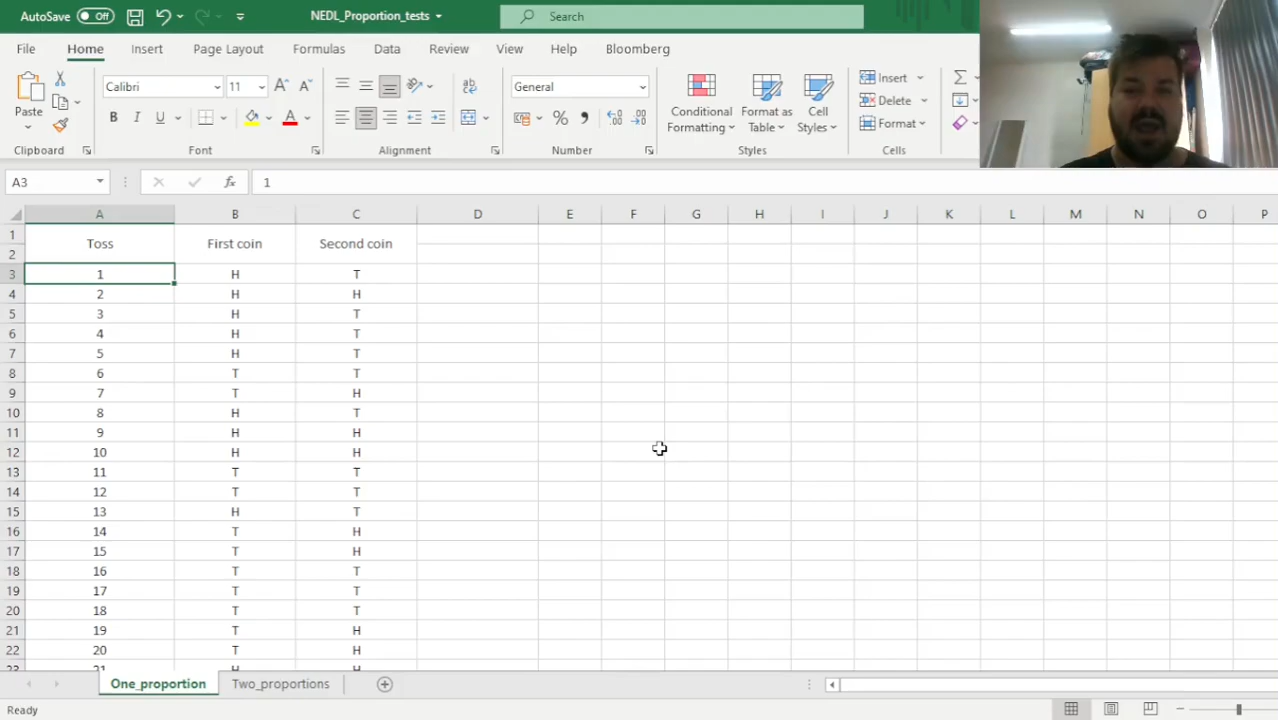 AutoSave Off NEDL_Proportion_tests Search
File Home Insert Page Layout Formulas Data Review View Help Bloomberg
Calibri 11 General Insert
Paste Conditional Format as Cell Delete
B I U Formatting Table Styles Format
Clipboard Font Alignment Number Styles Cells
A3 1
A B C D E F G H I J K L M N O P
1
Toss First coin Second coin
2
3 1 H T
4 2 H H
5 3 H T
6 4 H T
7 5 H T
8 6 T T
9 7 T H
10 8 H T
11 9 H H
12 10 H H
13 11 T T
14 12 T T
15 13 H T
16 14 T H
17 15 T H
18 16 T T
19 17 T T
20 18 T T
21 19 T H
22 20 T H
23 21 H H
One_proportion Two_proportions
Ready